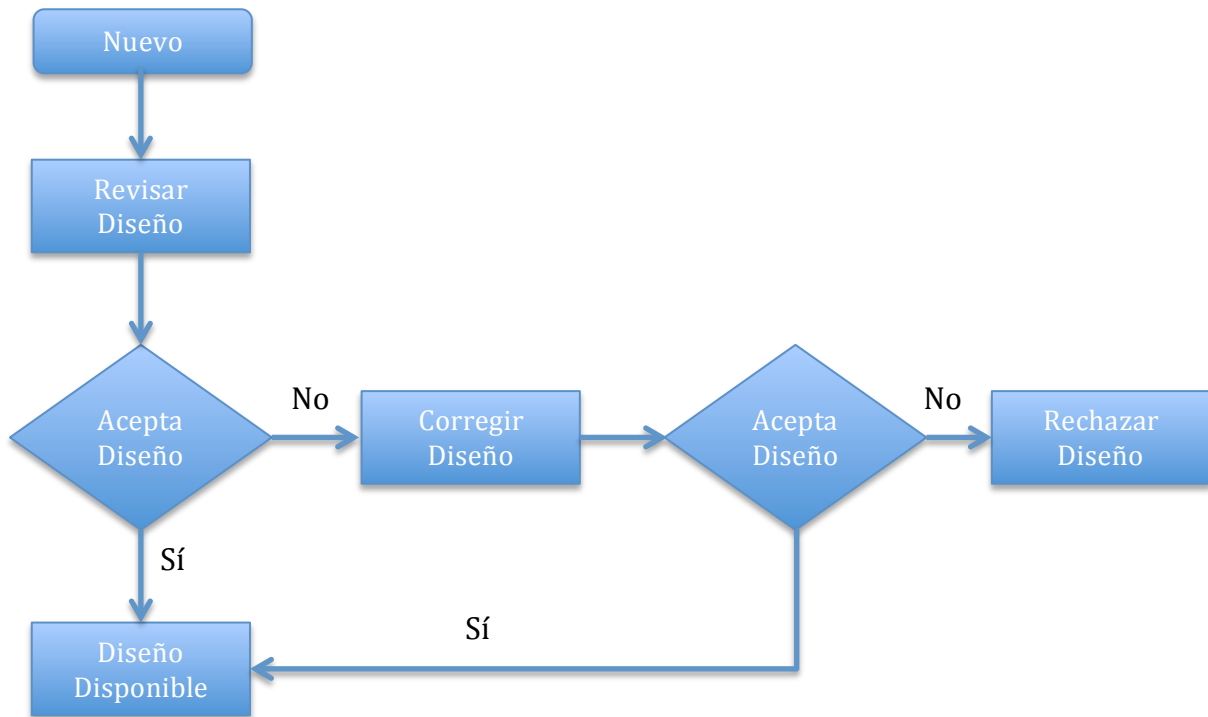 Nuevo
Revisar
Diseño
Acepta
Diseño
No
Corregir
Diseño
Acepta
Diseño
No
Rechazar
Diseño
Sí
Sí
Diseño
Disponible